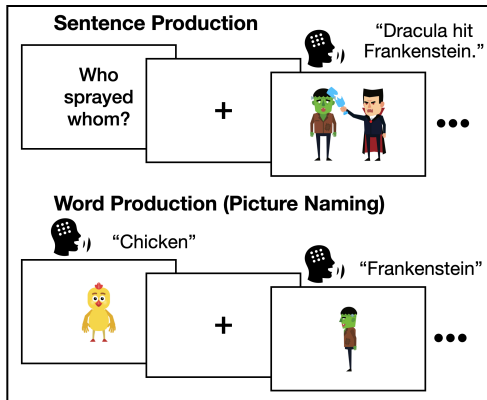 Sentence Production
“Dracula hit
Frankenstein.”
Who
sprayed
whom?
+
•••
Word Production (Picture Naming)
“Chicken”
“Frankenstein”
+
•••